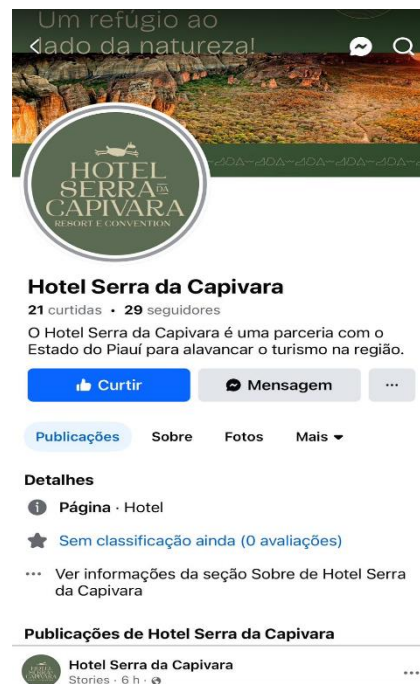 Um refúgio ao
lado da natureza!
HOTEL
SERRA DA
CAPIVARA
RESORT E CONVENTION
Hotel Serra da Capivara
21 curtidas • 29 seguidores
O Hotel Serra da Capivara é uma parceria com o
Estado do Piauí para alavancar o turismo na região.
Curtir
Mensagem
Publicações Sobre Fotos Mais
Detalhes
Página · Hotel
Sem classificação ainda (0 avaliações)
Ver informações da seção Sobre de Hotel Serra
da Capivara
Publicações de Hotel Serra da Capivara
Hotel Serra da Capivara
Stories · 6 h ·